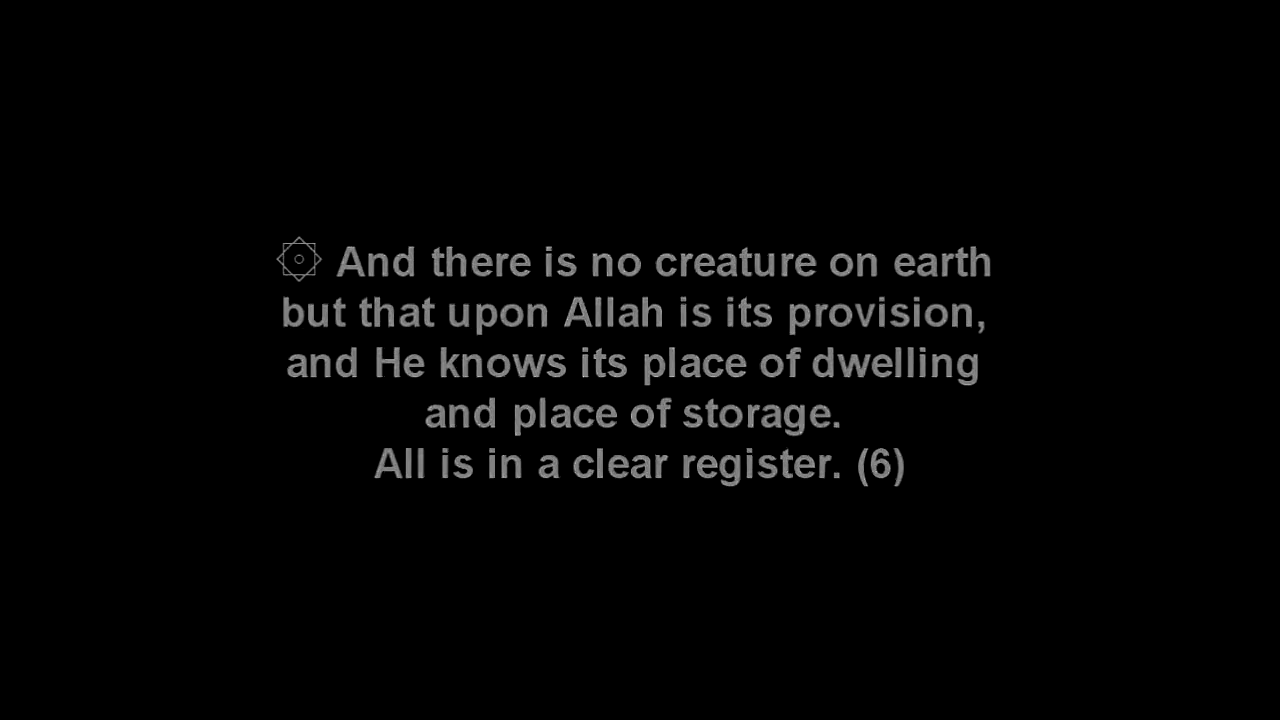 ۞ And there is no creature on earth
but that upon Allah is its provision,
and He knows its place of dwelling
and place of storage.
All is in a clear register. (6)